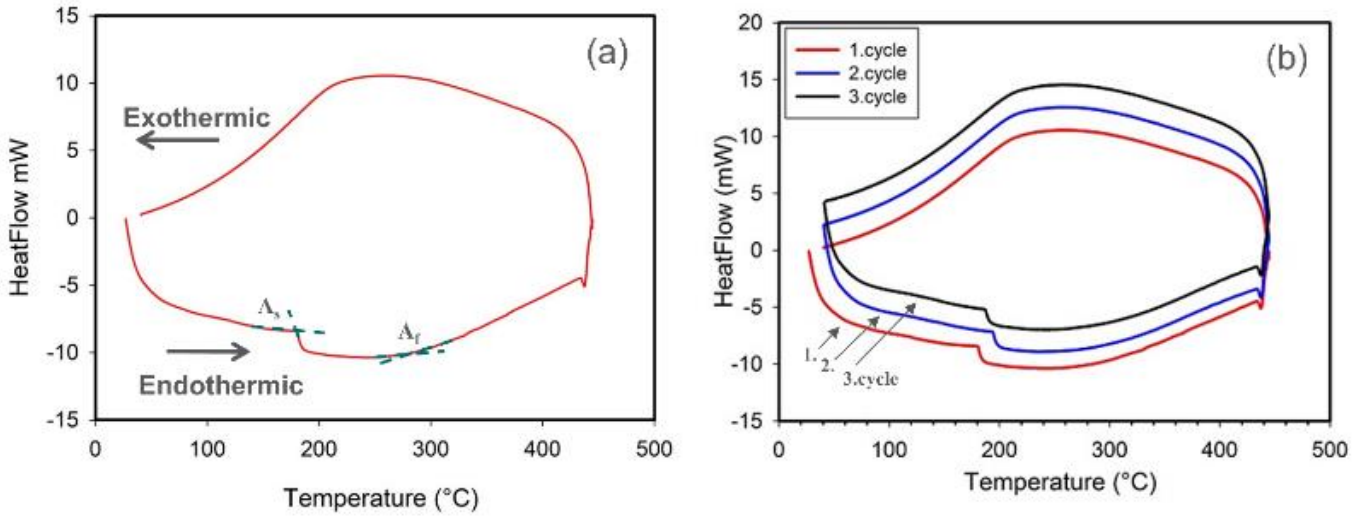 (a)
15
10
5
0
-5
-10
-15
HeatFlow mW
Exothermic
Endothermic
As
Af
0
100
200
300
400
500
Temperature (°C)
(b)
1.cycle
2.cycle
3.cycle
20
15
10
5
0
-5
-10
-15
HeatFlow (mW)
1.
2.
3.cycle
0
100
200
300
400
500
Temperature (°C)